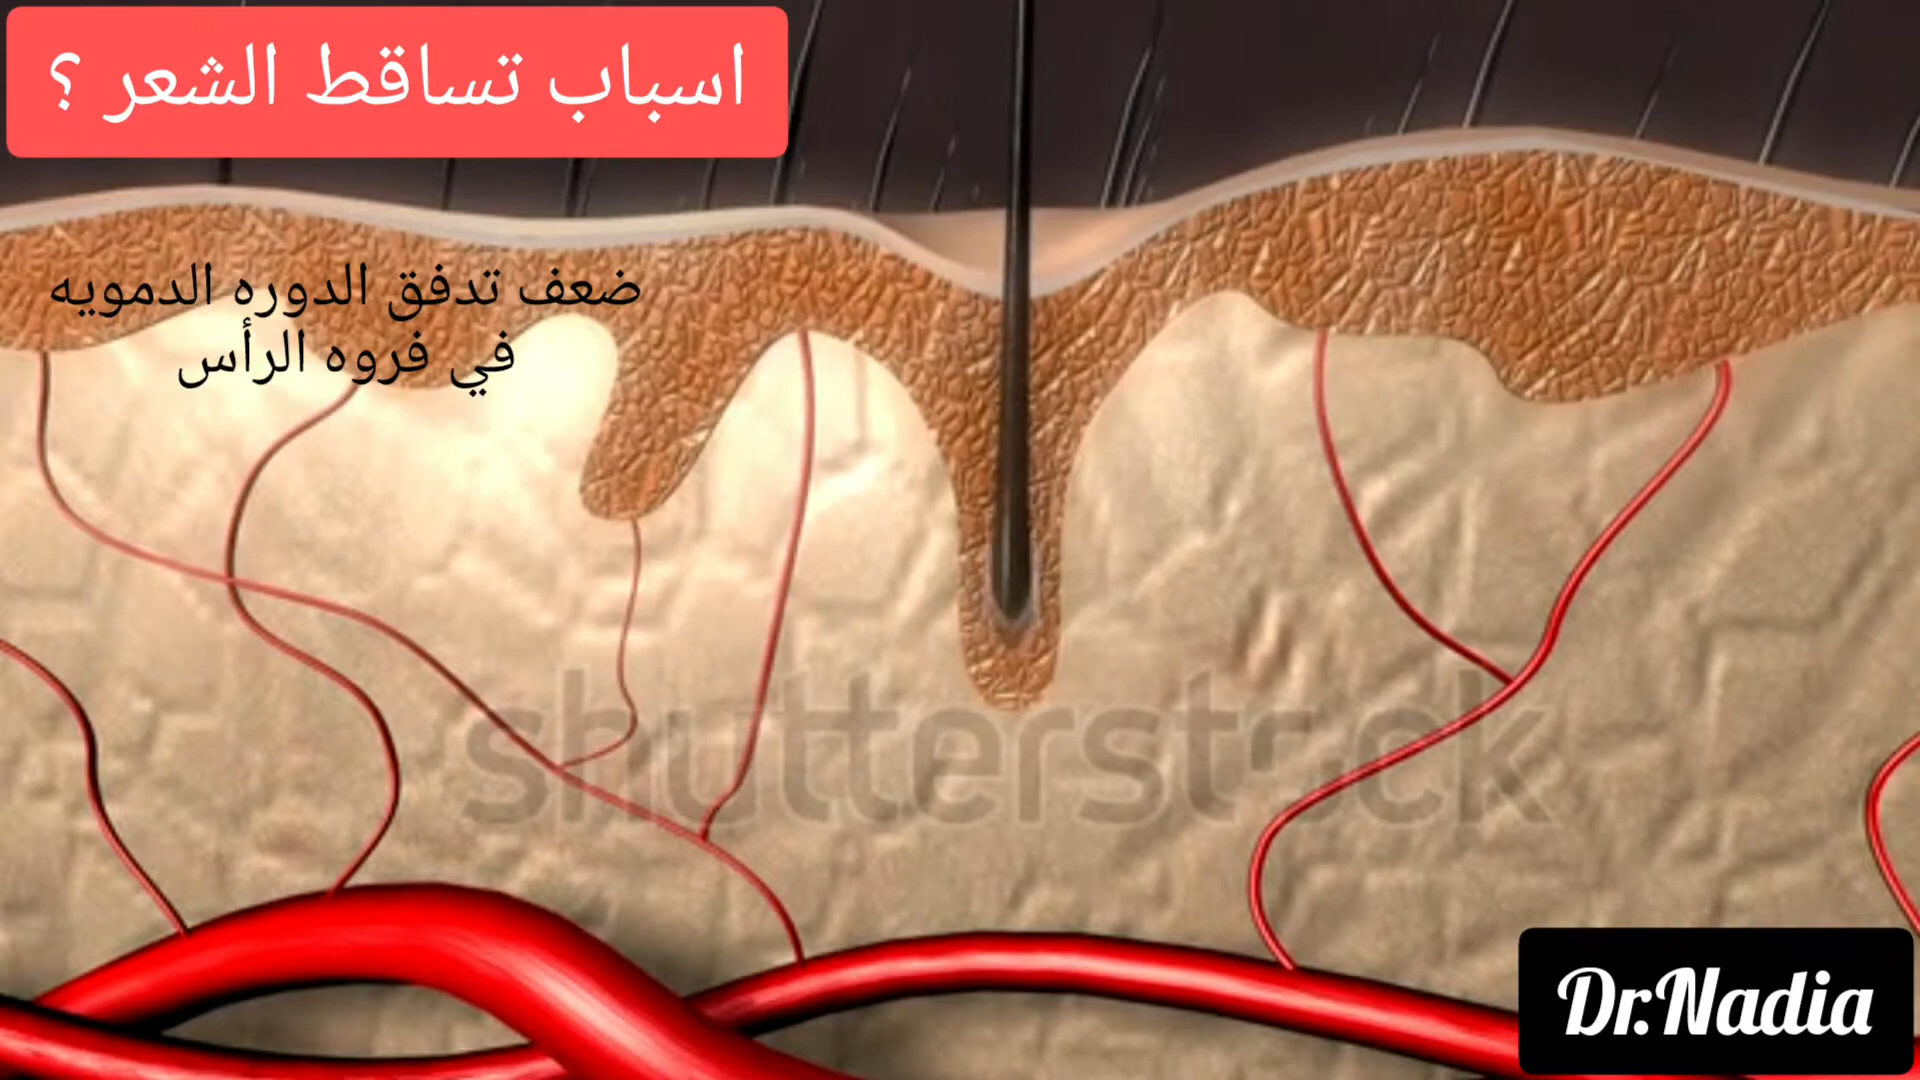 اسباب تساقط الشعر ؟
ضعف تدفق الدوره الدمويه
في فروه الرأس
shutterstock
Dr.Nadia